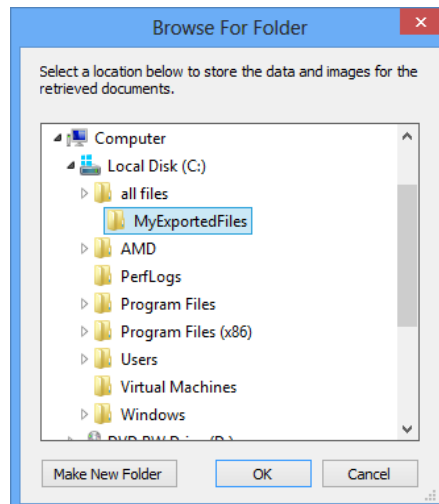 Browse For Folder
Select a location below to store the data and images for the
retrieved documents.
Computer
Local Disk (C:)
all files
MyExportedFiles
AMD
PerfLogs
Program Files
Program Files (x86)
Users
Virtual Machines
Windows
Make New Folder
OK
Cancel